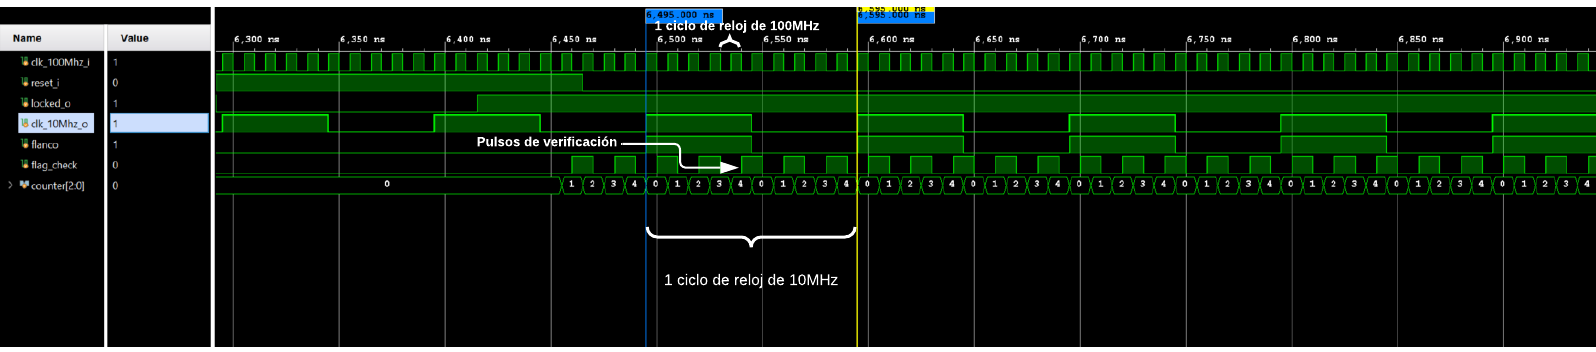 6,595.000 ns
6,495.000 ns 6,595.000 ns
1 ciclo de reloj de 100MHz
Name Value 6,300 ns 6,350 ns 6,400 ns 6,450 ns 6,500 ns 6,550 ns 6,600 ns 6,650 ns 6,700 ns 6,750 ns 6,800 ns 6,850 ns 6,900 ns
clk_100Mhz_i 1
reset_i 0
locked_o 1
clk_10Mhz_o 1
flanco 1
Pulsos de verificación
flag_check 0
counter[2:0] 0 0 1 2 3 4 0 1 2 3 4 0 1 2 3 4 0 1 2 3 4 0 1 2 3 4 0 1 2 3 4 0 1 2 3 4 0 1 2 3 4 0 1 2 3 4 0 1 2 3 4
1 ciclo de reloj de 10MHz